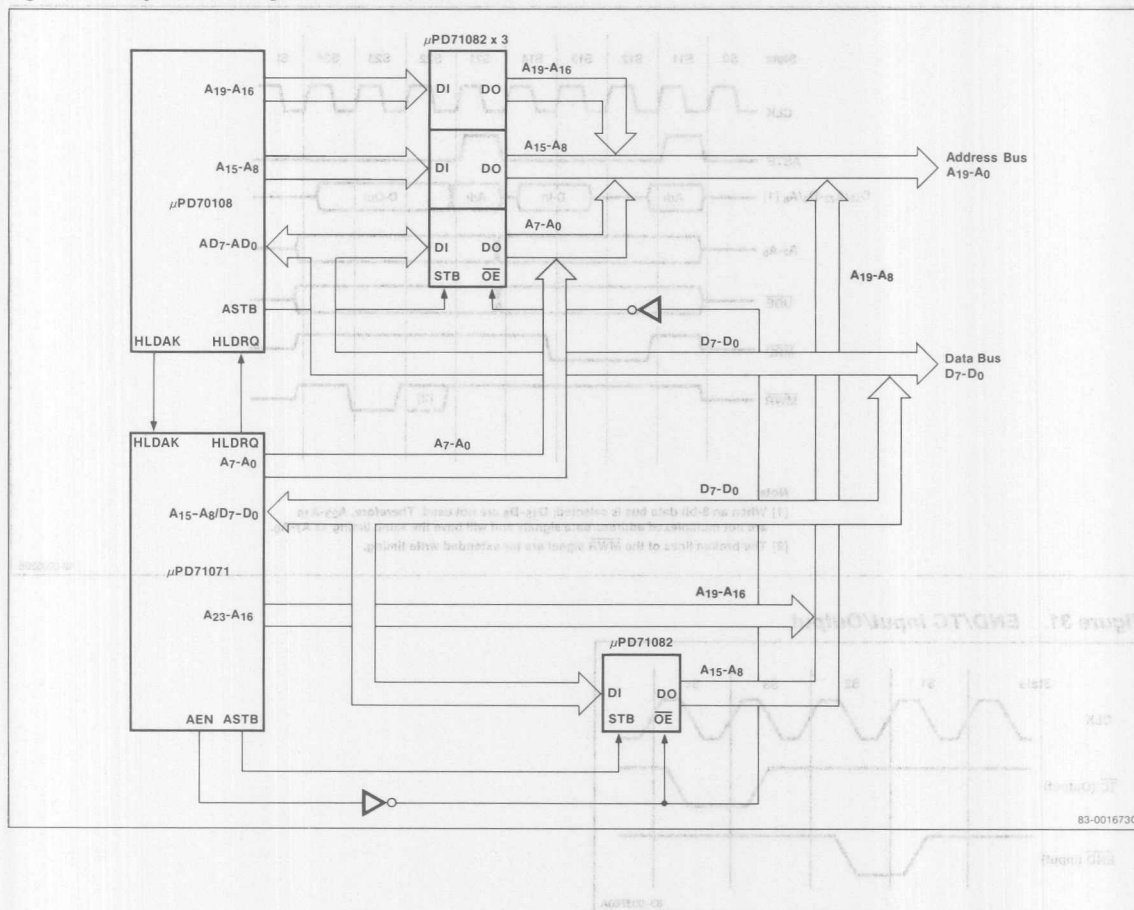 μPD71082 x 3
A19-A16
DI
DO
A19-A16
A15-A8
DI
DO
A15-A8
Address Bus
A19-A0
μPD70108
AD7-AD0
DI
DO
A7-A0
STB
OE
A19-A8
ASTB
HLDAK
HLDRQ
D7-D0
Data Bus
D7-D0
HLDAK
HLDRQ
A7-A0
A7-A0
A15-A8/D7-D0
D7-D0
μPD71071
A23-A16
A19-A16
μPD71082
DI
DO
A15-A8
STB
OE
AEN
ASTB
83-0016730